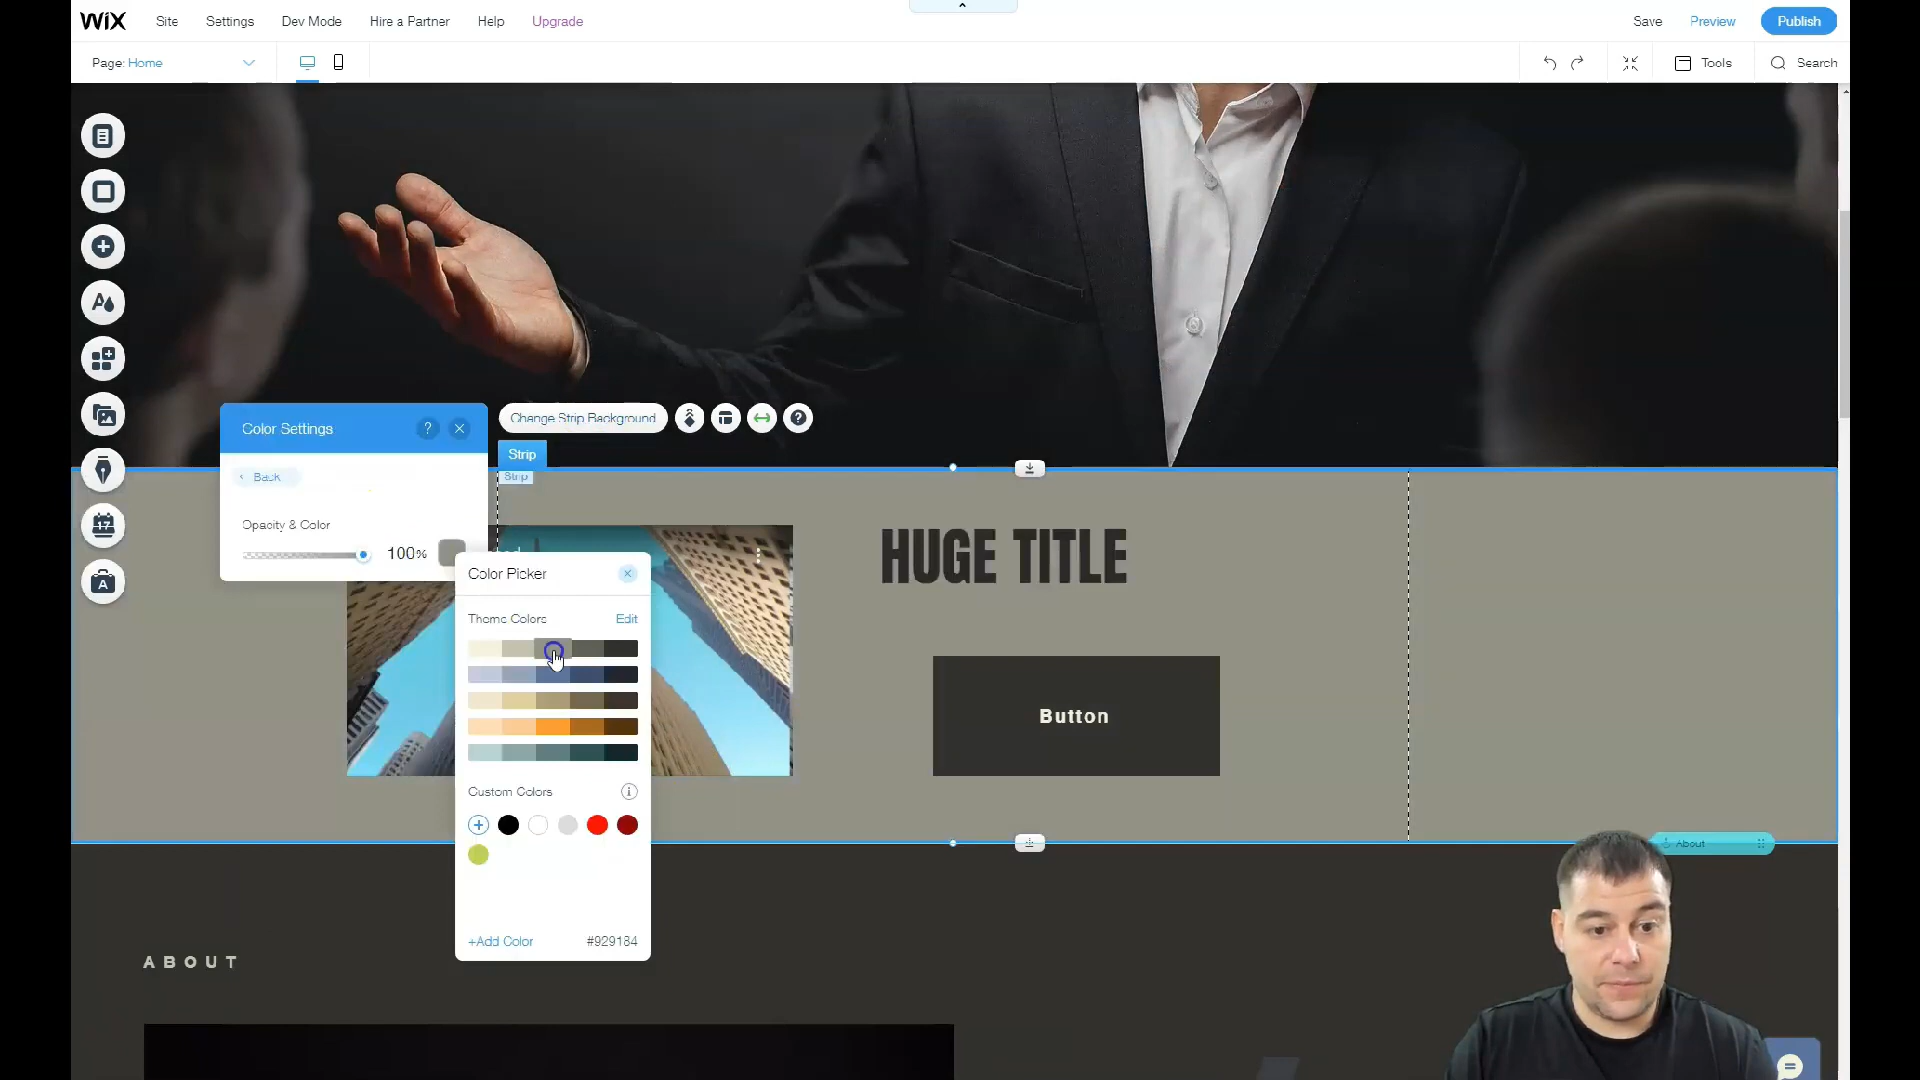 WiX Site Settings Dev Mode Hire a Partner Help Upgrade Save Preview Publish
Page: Home Tools Search
Color Settings ? Change Strip Background ?
Strip
Back Strip
Opacity & Color
100%
Color Picker
Theme Colors Edit
Custom Colors
+Add Color #929184
HUGE TITLE
Button
About
ABOUT